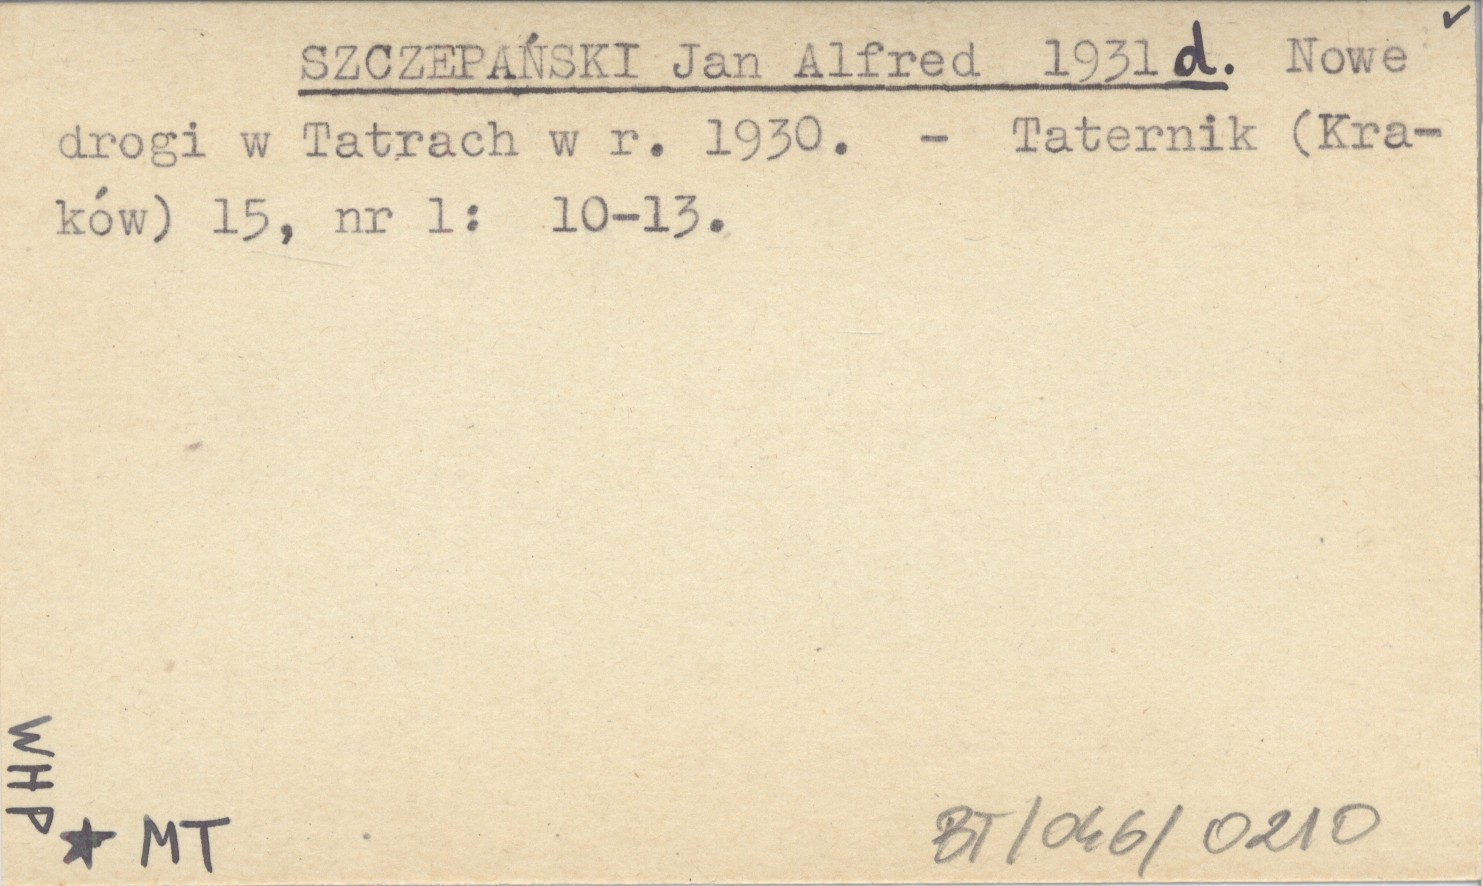 SZCZEPAŃSKI Jan Alfred 1931d. Nowe
drogi w Tatrach w r. 1930. - Taternik (Kra-
ków) 15, nr 1: 10-13.
WHP
★ MT
BT/046/0210